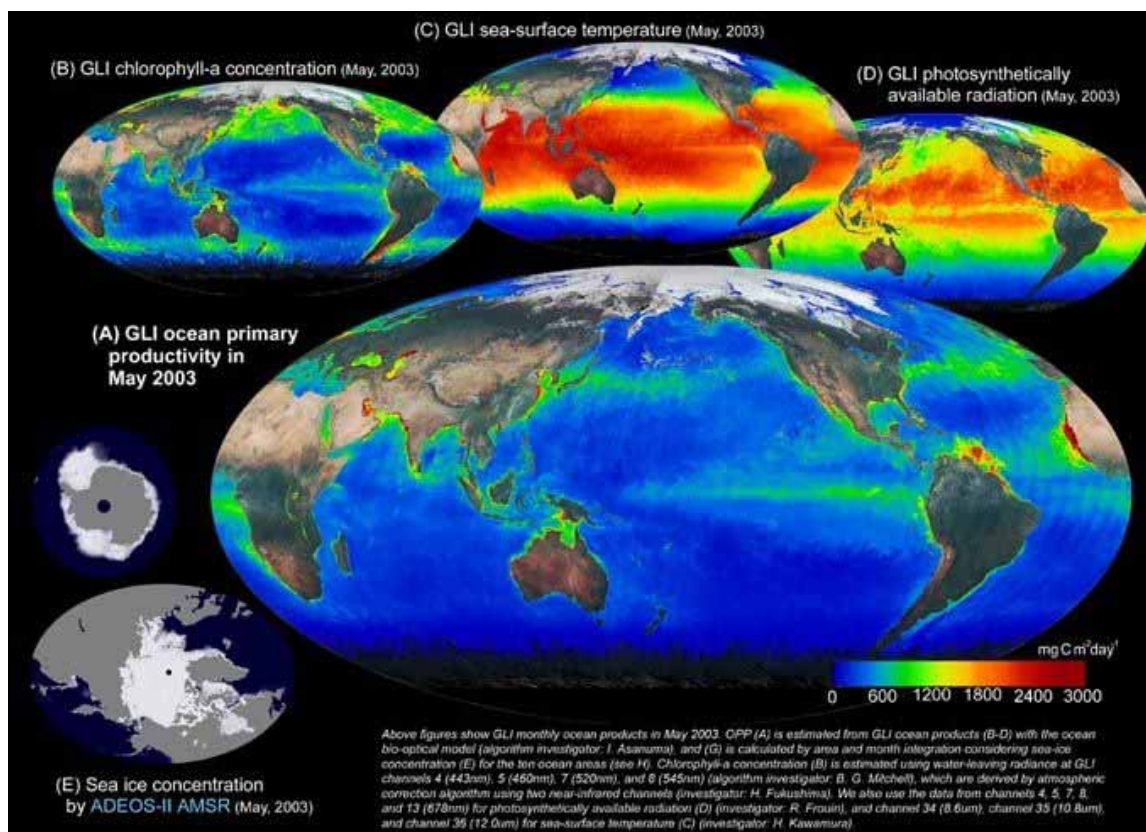 (C) GLI sea-surface temperature (May, 2003)
(B) GLI chlorophyll-a concentration (May, 2003)
(D) GLI photosynthetically
available radiation (May, 2003)
(A) GLI ocean primary
productivity in
May 2003
mg C m²day¹
0 600 1200 1800 2400 3000
(E) Sea ice concentration
by ADEOS-II AMSR (May, 2003)
Above figures show GLI monthly ocean products in May 2003. OPP (A) is estimated from GLI ocean products (B-D) with the ocean
bio-optical model (algorithm investigator: I. Asanuma), and (G) is calculated by area and month integration considering sea-ice
concentration (E) for the ten ocean areas (see H). Chlorophyll-a concentration (B) is estimated using water-leaving radiance at GLI
channels 4 (443nm), 5 (460nm), 7 (520nm), and 8 (545nm) (algorithm investigator: B. G. Mitchell), which are derived by atmospheric
correction algorithm using two near-infrared channels (investigator: H. Fukushima). We also use the data from channels 4, 5, 7, 8,
and 13 (678nm) for photosynthetically available radiation (D) (investigator: R. Frouin), and channel 34 (8.6um), channel 35 (10.8um),
and channel 36 (12.0um) for sea-surface temperature (C) (investigator: H. Kawamura).